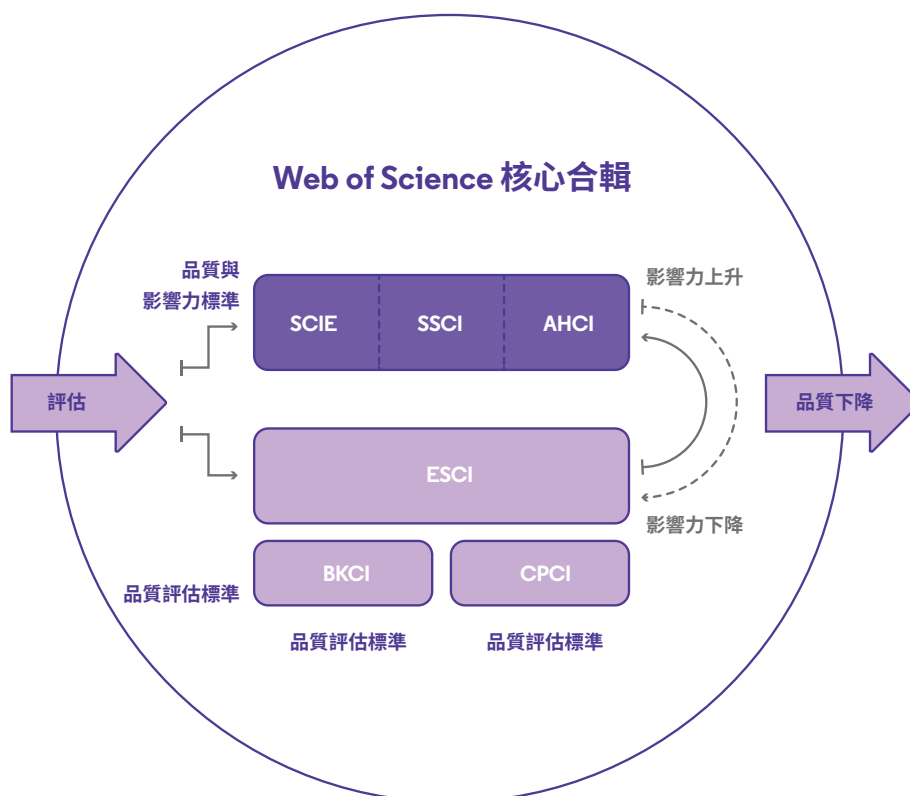 Web of Science 核心合輯
品質與
影響力標準
SCIE
SSCI
AHCI
影響力上升
評估
品質下降
ESCI
影響力下降
BKCI
CPCI
品質評估標準
品質評估標準
品質評估標準